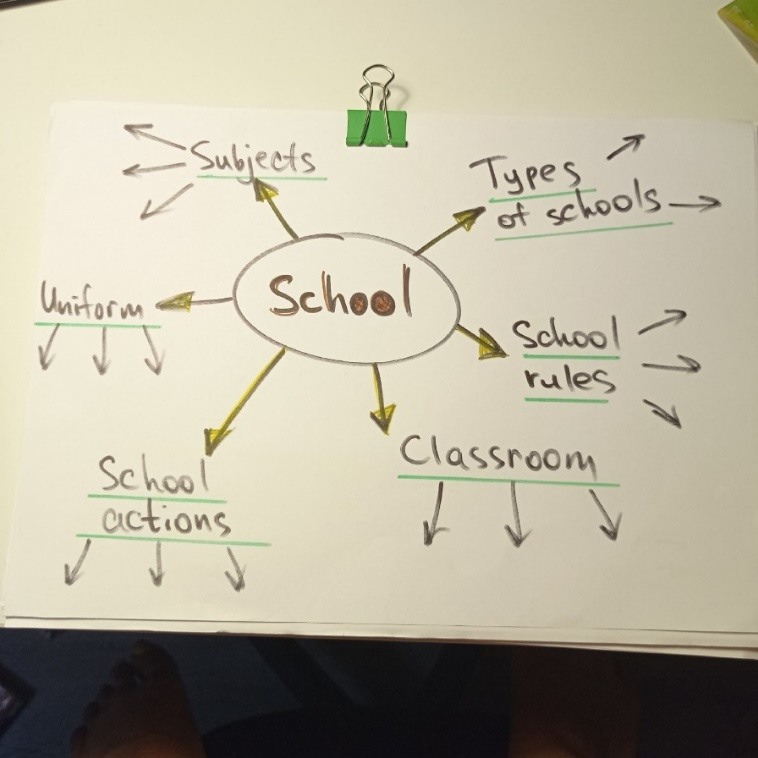 Subjects
Types
of schools
School
Uniform
School
rules
Classroom
School
actions